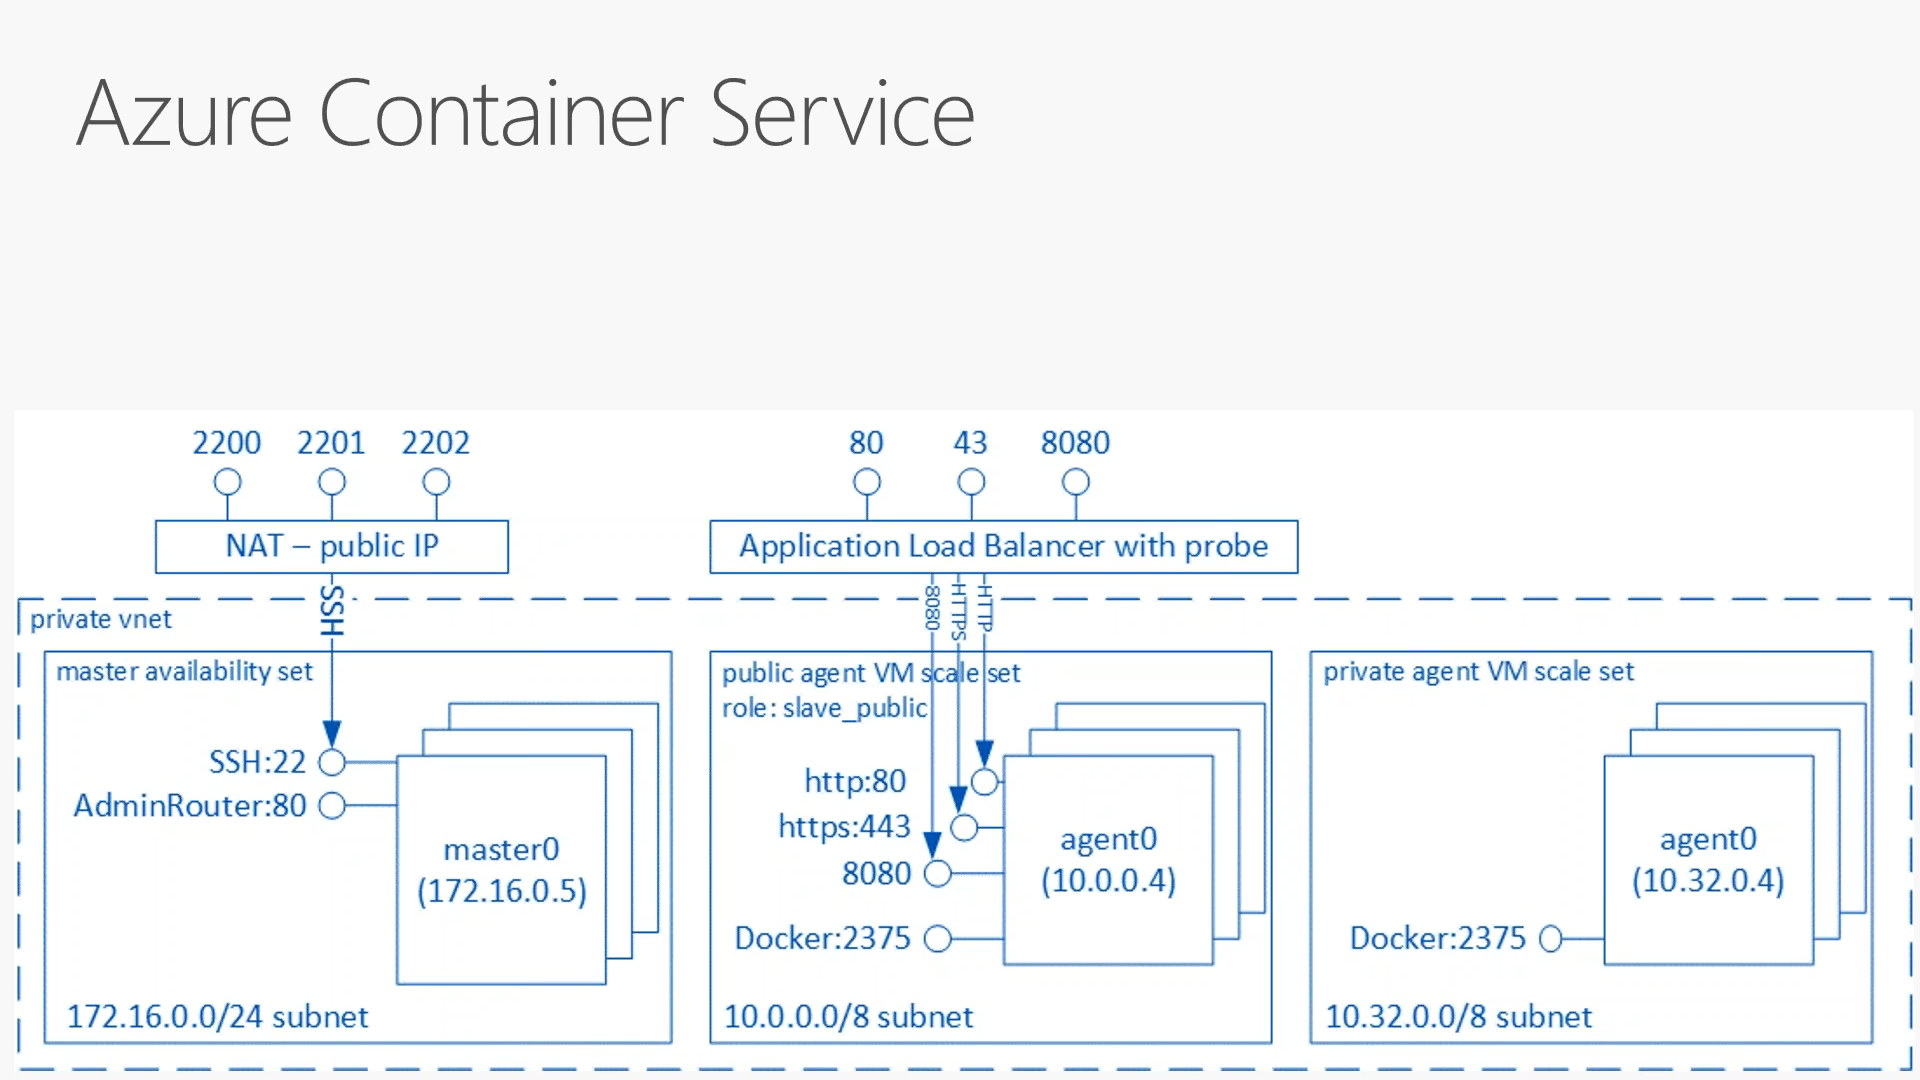 Azure Container Service
2200 2201 2202
80 43 8080
NAT – public IP
Application Load Balancer with probe
SSH
8080
HTTPS
HTTP
private vnet
master availability set
SSH:22
AdminRouter:80
master0
(172.16.0.5)
172.16.0.0/24 subnet
public agent VM scale set
role: slave_public
http:80
https:443
8080
Docker:2375
agent0
(10.0.0.4)
10.0.0.0/8 subnet
private agent VM scale set
Docker:2375
agent0
(10.32.0.4)
10.32.0.0/8 subnet